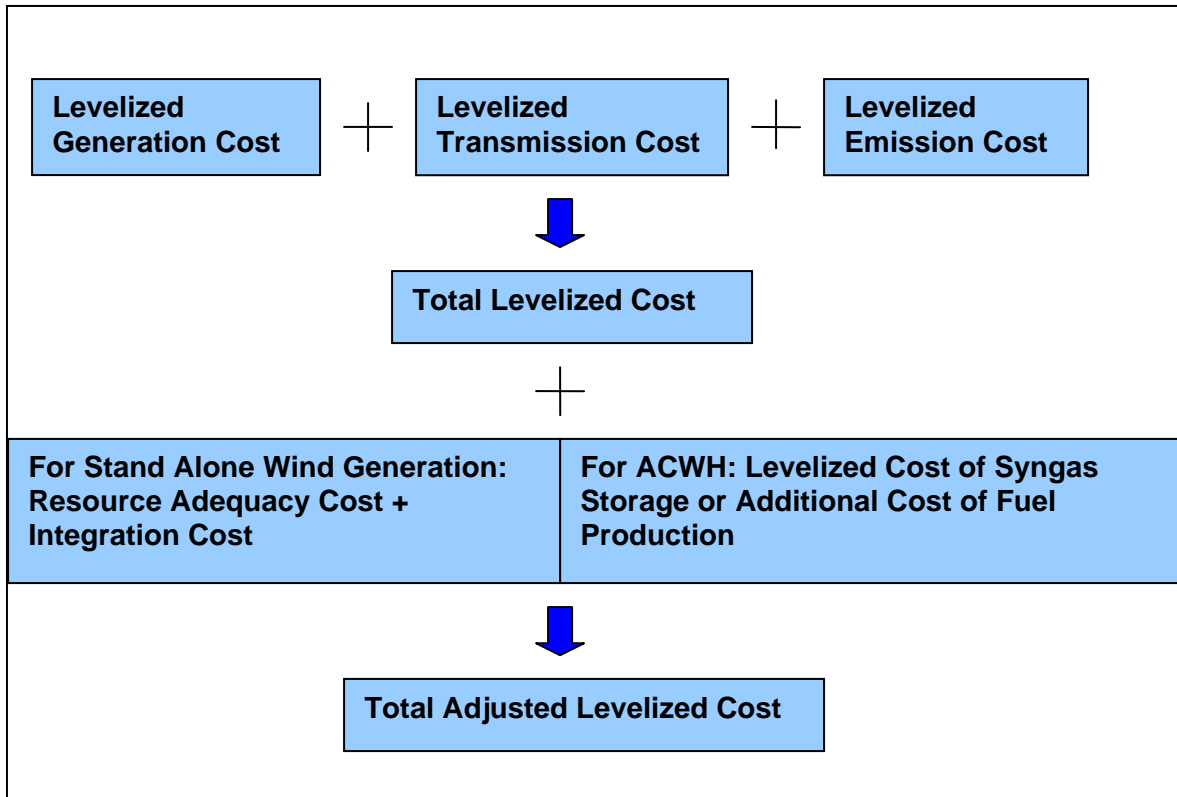 Levelized
Generation Cost
Levelized
Transmission Cost
Levelized
Emission Cost
Total Levelized Cost
For Stand Alone Wind Generation:
Resource Adequacy Cost +
Integration Cost
For ACWH: Levelized Cost of Syngas
Storage or Additional Cost of Fuel
Production
Total Adjusted Levelized Cost